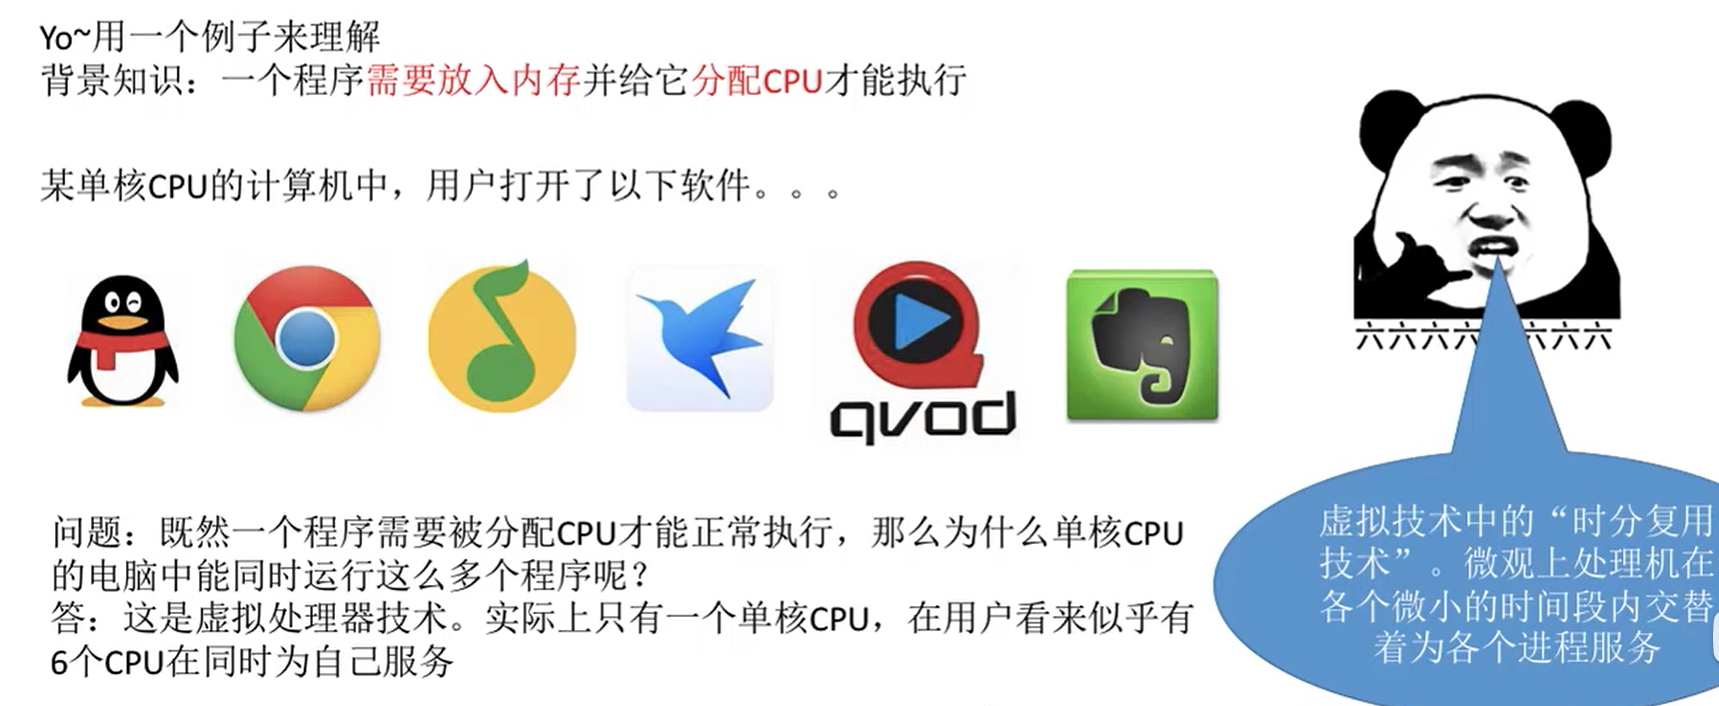 Yo~用一个例子来理解
背景知识：一个程序需要放入内存并给它分配CPU才能执行
某单核CPU的计算机中，用户打开了以下软件。。。
qvod
六六六六 六六六
问题：既然一个程序需要被分配CPU才能正常执行，那么为什么单核CPU
的电脑中能同时运行这么多个程序呢？
答：这是虚拟处理器技术。实际上只有一个单核CPU，在用户看来似乎有
6个CPU在同时为自己服务
虚拟技术中的“时分复用
技术”。微观上处理机在
各个微小的时间段内交替
着为各个进程服务